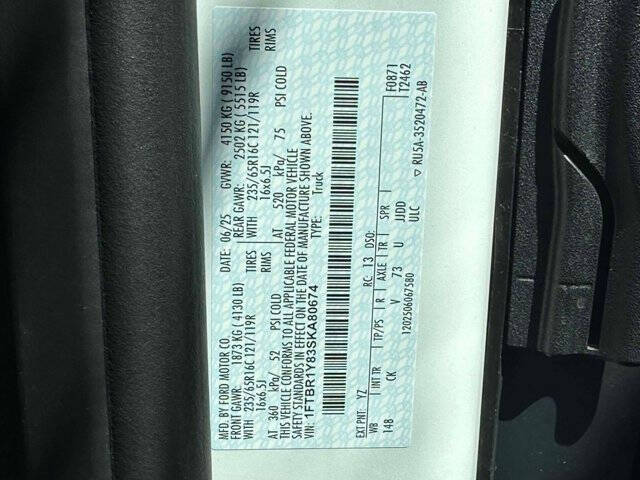 MFD. BY FORD MOTOR CO.
DATE: 06/25 GVWR: 4150 KG ( 9150 LB)
FRONT GAWR: 1873 KG ( 4130 LB) REAR GAWR: 2502 KG ( 5515 LB)
WITH 235/65R16C 121/119R TIRES WITH 235/65R16C 121/119R TIRES
16x6.5J RIMS 16x6.5J RIMS
AT 360 kPa/ 52 PSI COLD AT 520 kPa/ 75 PSI COLD
THIS VEHICLE CONFORMS TO ALL APPLICABLE FEDERAL MOTOR VEHICLE
SAFETY STANDARDS IN EFFECT ON THE DATE OF MANUFACTURE SHOWN ABOVE.
VIN: 1FTBR1Y83SKA80674 Truck
F0871
T2462
EXT PNT: YZ RC: 13 DSO:
WB INT TR TP/PS R AXLE TR SPR
148 CK V 73 U JJDD
ULC
1202506067580 ▽ RU5A-3520472-AB